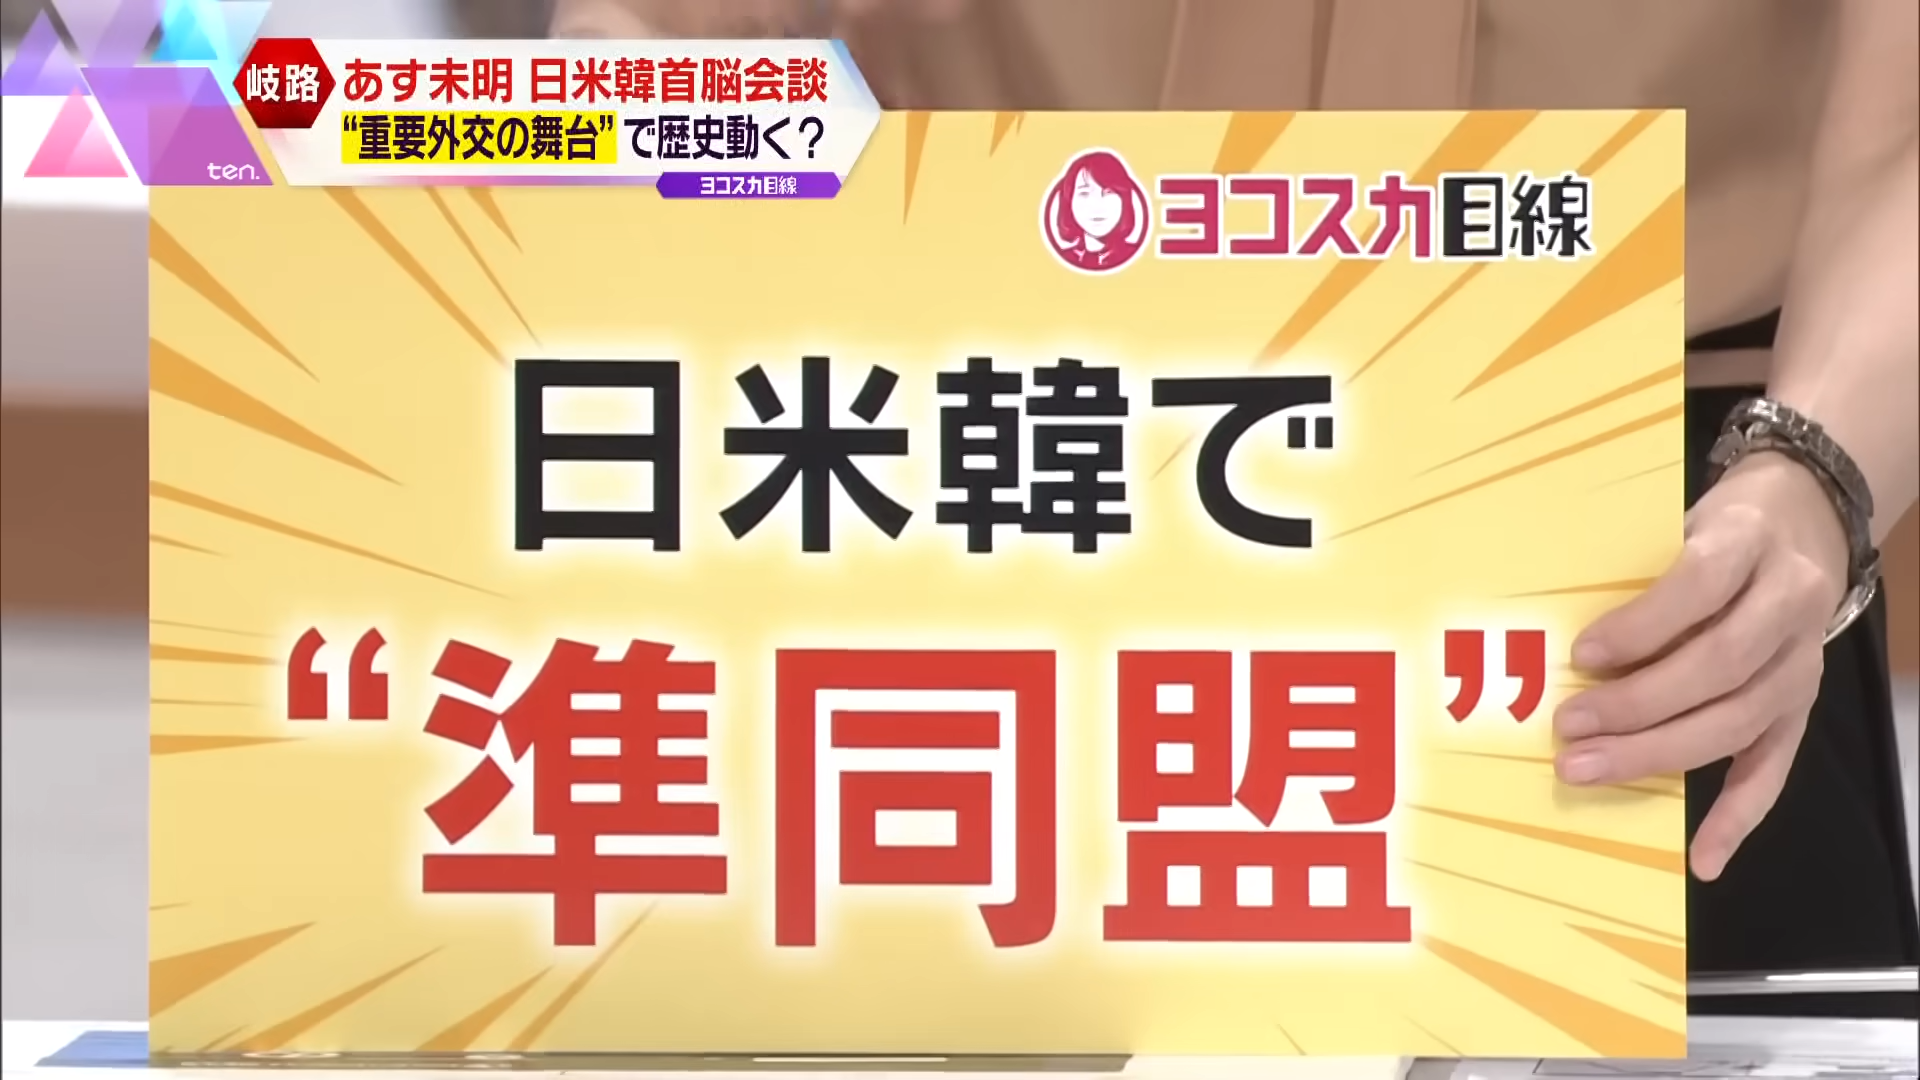 岐路
あす未明 日米韓首脳会談
“重要外交の舞台”で歴史動く？
ten.
ヨコスカ目線
ヨコスカ目線
日米韓で
“準同盟”